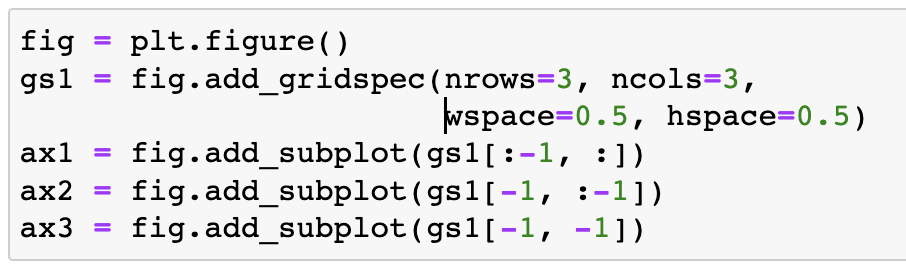 fig = plt.figure()
gs1 = fig.add_gridspec(nrows=3, ncols=3,
                       wspace=0.5, hspace=0.5)
ax1 = fig.add_subplot(gs1[:-1, :])
ax2 = fig.add_subplot(gs1[-1, :-1])
ax3 = fig.add_subplot(gs1[-1, -1])